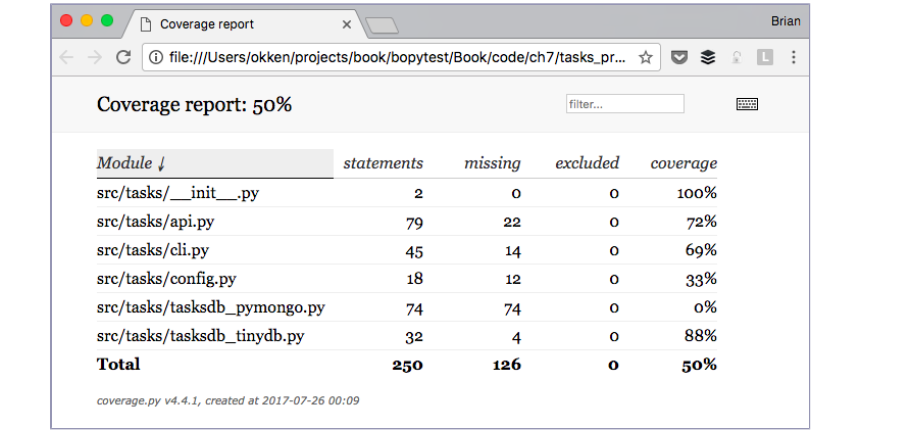 Coverage report
Brian
file:///Users/okken/projects/book/bopytest/Book/code/ch7/tasks_pr...
L
Coverage report: 50%
filter...
Module ↓ statements missing excluded coverage
src/tasks/__init__.py 2 0 0 100%
src/tasks/api.py 79 22 0 72%
src/tasks/cli.py 45 14 0 69%
src/tasks/config.py 18 12 0 33%
src/tasks/tasksdb_pymongo.py 74 74 0 0%
src/tasks/tasksdb_tinydb.py 32 4 0 88%
Total 250 126 0 50%
coverage.py v4.4.1, created at 2017-07-26 00:09